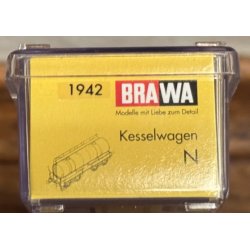 1942 BRAWA
Modelle mit Liebe zum Detail
Kesselwagen
N